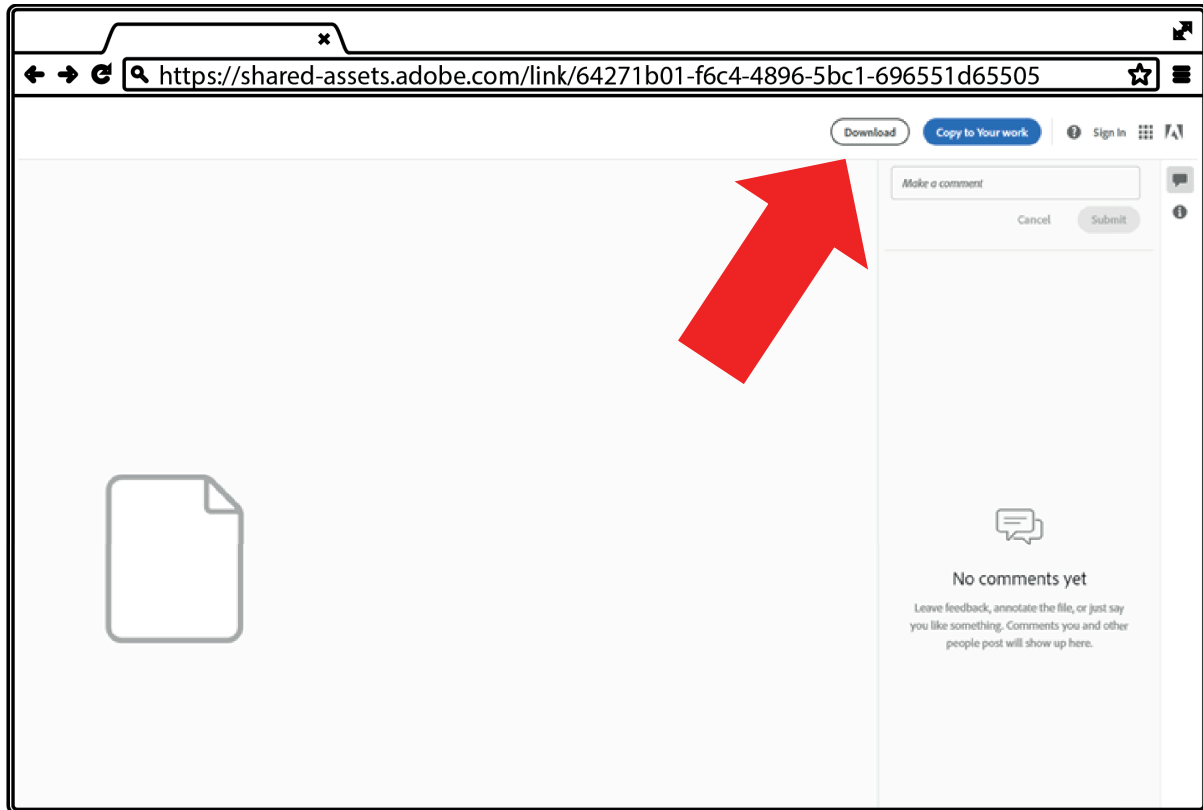 https://shared-assets.adobe.com/link/64271b01-f6c4-4896-5bc1-696551d65505
Download Copy to Your work Sign In
Make a comment
Cancel Submit
No comments yet
Leave feedback, annotate the file, or just say
you like something. Comments you and other
people post will show up here.